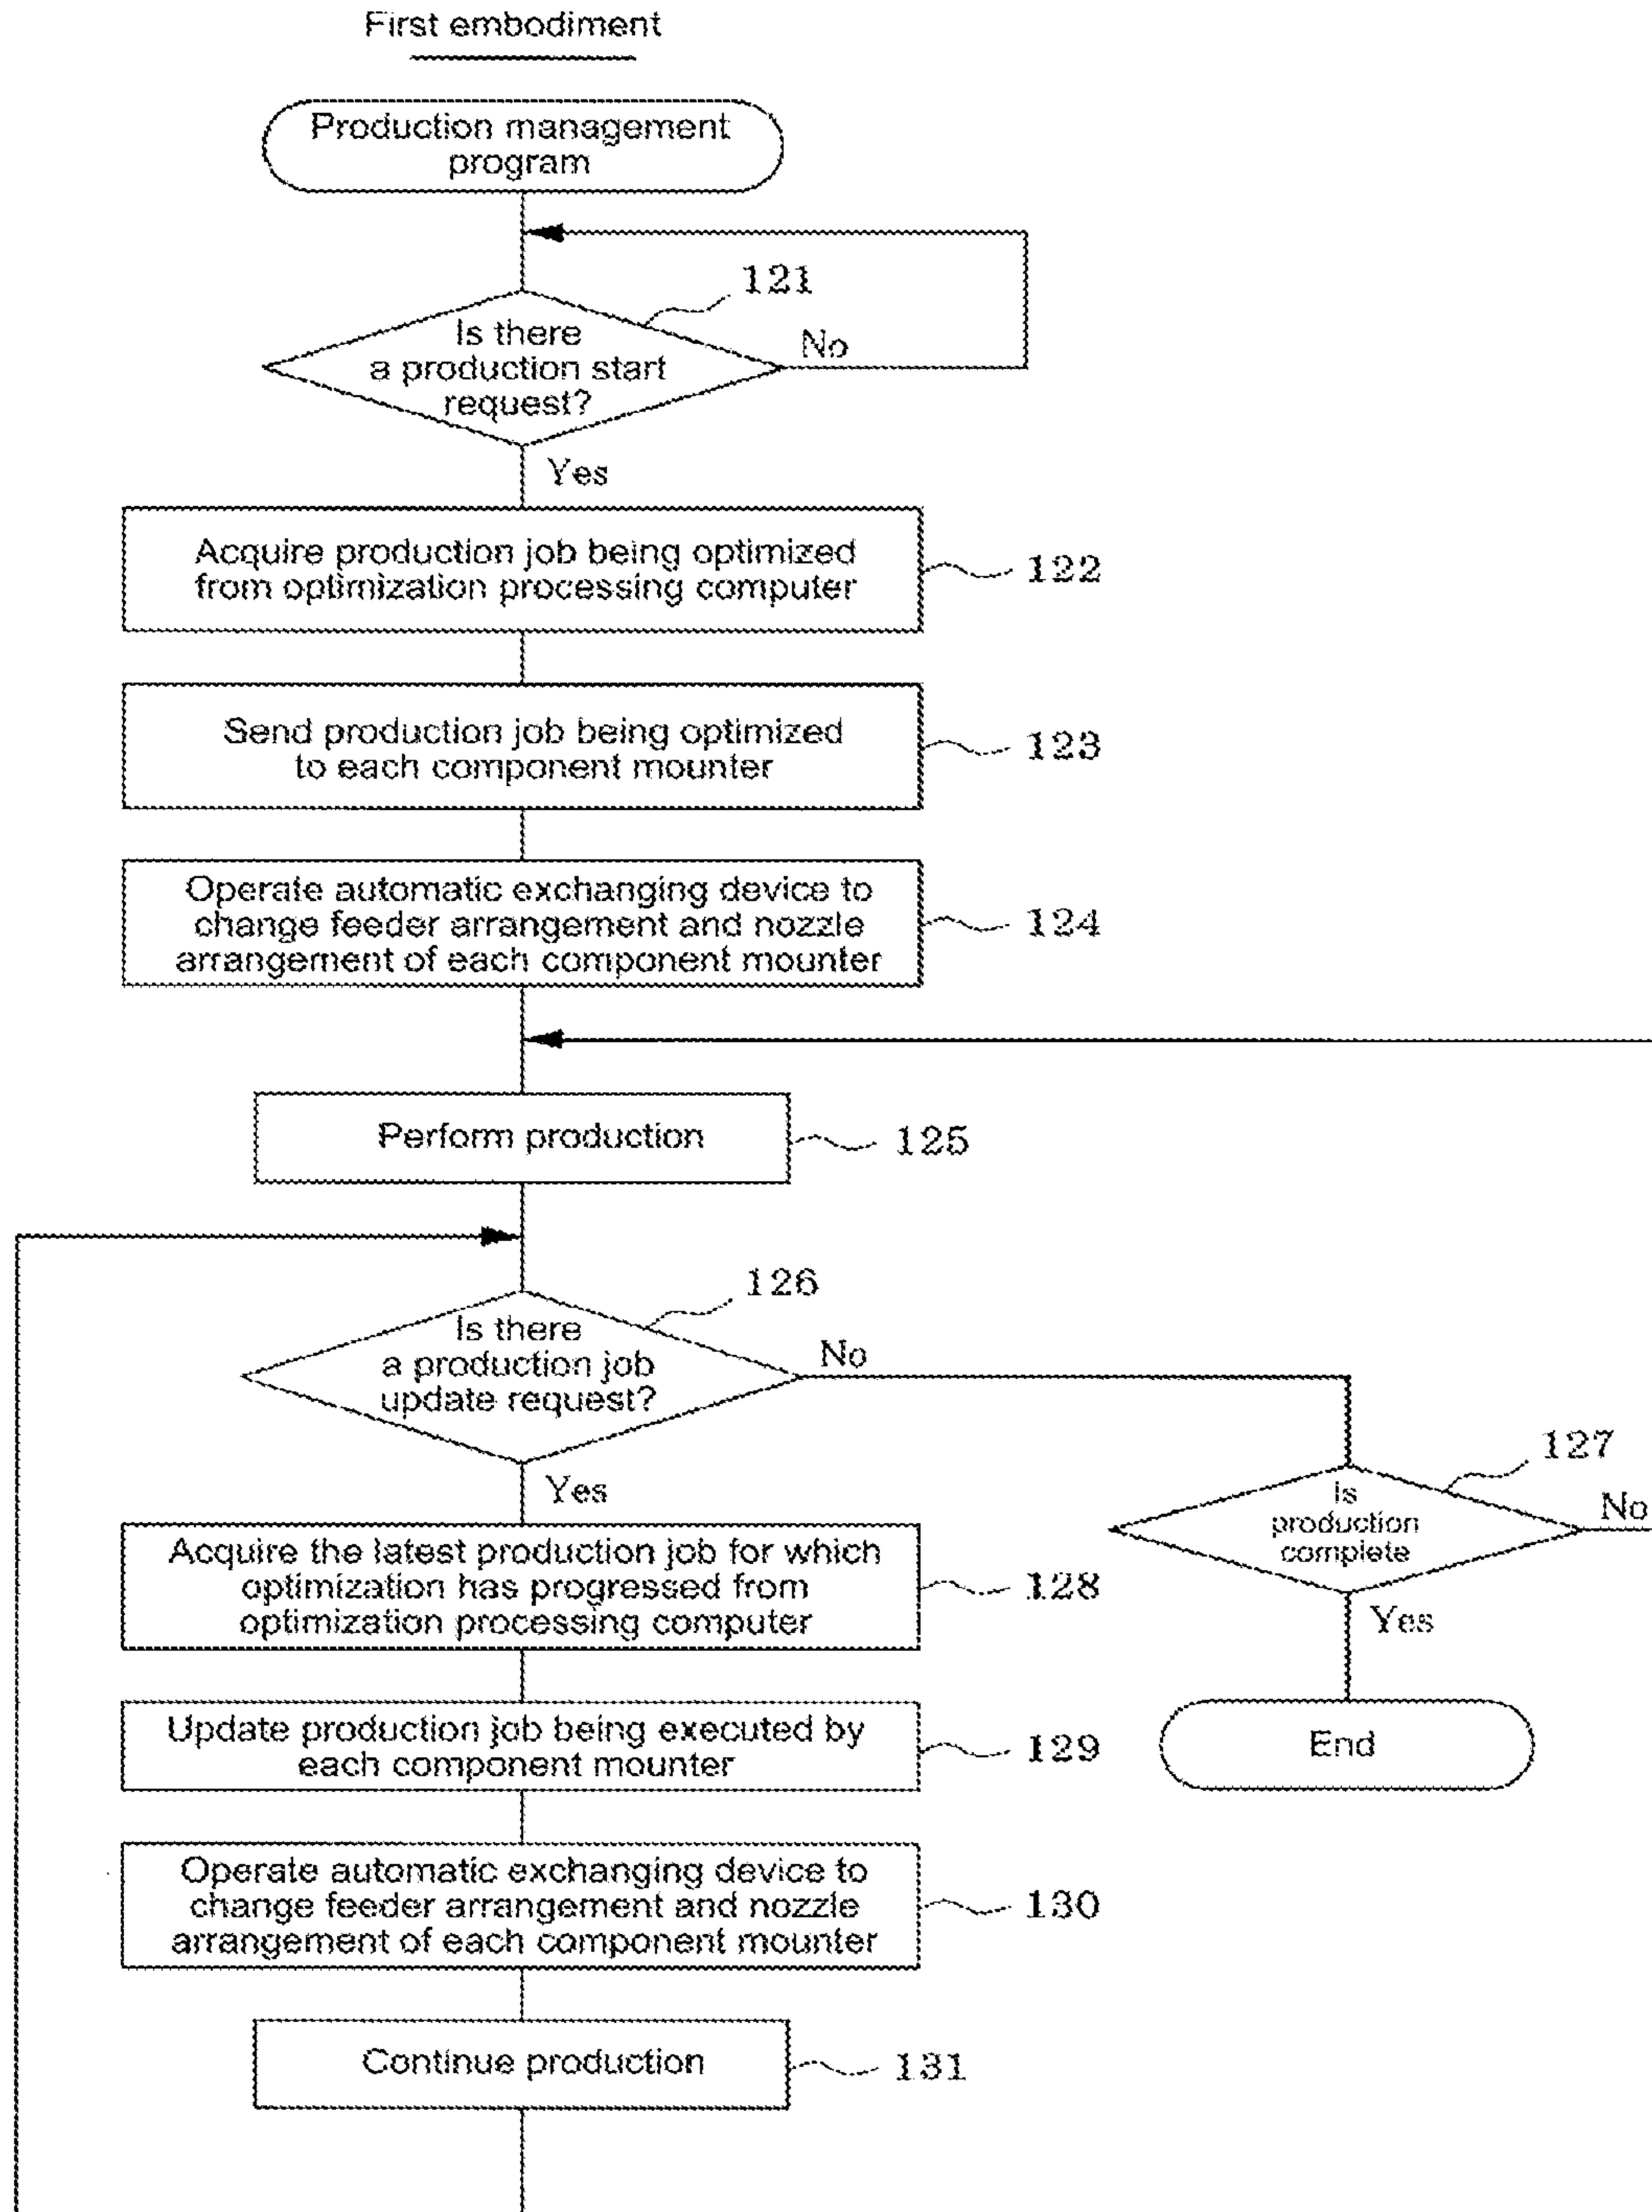 First embodiment
Production management
program
121
Is there
a production start
request?
No
Yes
Acquire production job being optimized
from optimization processing computer
122
Send production job being optimized
to each component mounter
123
Operate automatic exchanging device to
change feeder arrangement and nozzle
arrangement of each component mounter
124
Perform production
125
126
Is there
a production job
update request?
No
Yes
127
Is
production
complete
No
Yes
End
Acquire the latest production job for which
optimization has progressed from
optimization processing computer
128
Update production job being executed by
each component mounter
129
Operate automatic exchanging device to
change feeder arrangement and nozzle
arrangement of each component mounter
130
Continue production
131